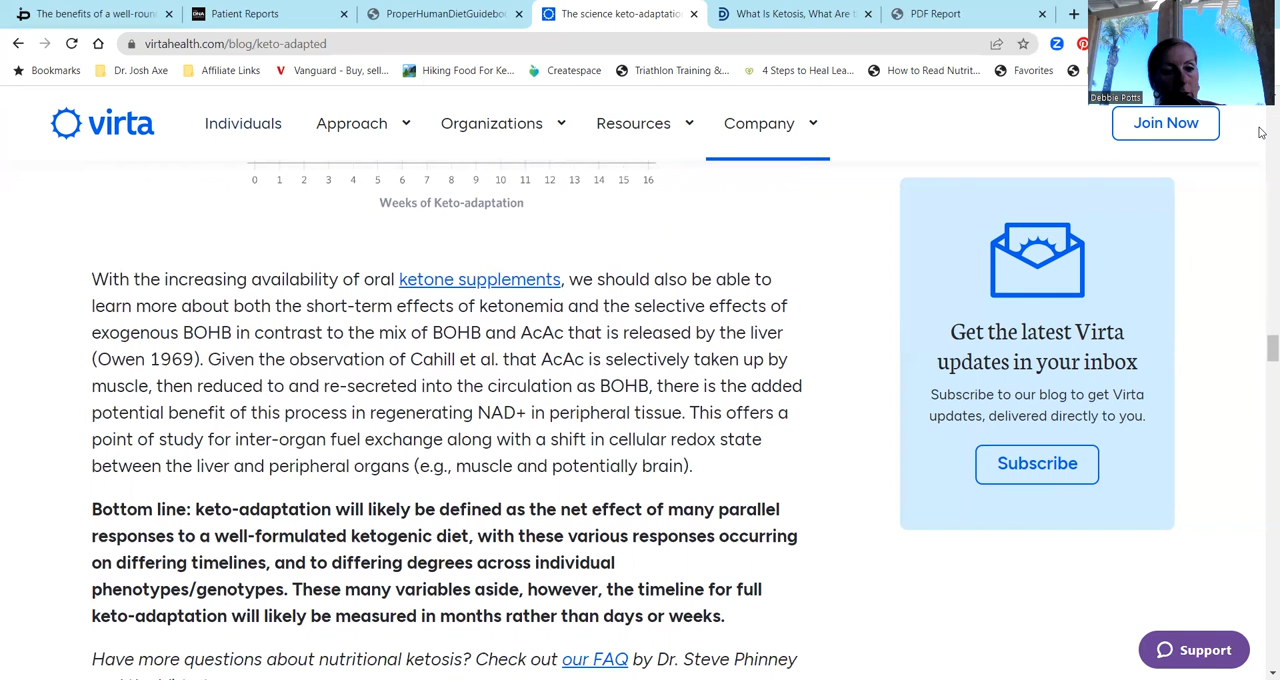 The benefits of a well-roun
Patient Reports
ProperHumanDietGuidebo
The science keto-adaptatio
What Is Ketosis, What Are t
PDF Report
virtahealth.com/blog/keto-adapted
Bookmarks
Dr. Josh Axe
Affiliate Links
Vanguard - Buy, sell...
Hiking Food For Ke...
Createspace
Triathlon Training &...
4 Steps to Heal Lea...
How to Read Nutrit...
Favorites
Debbie Potts
virta
Individuals
Approach
Organizations
Resources
Company
Join Now
0 1 2 3 4 5 6 7 8 9 10 11 12 13 14 15 16
Weeks of Keto-adaptation
With the increasing availability of oral ketone supplements, we should also be able to
learn more about both the short-term effects of ketonemia and the selective effects of
exogenous BOHB in contrast to the mix of BOHB and AcAc that is released by the liver
(Owen 1969). Given the observation of Cahill et al. that AcAc is selectively taken up by
muscle, then reduced to and re-secreted into the circulation as BOHB, there is the added
potential benefit of this process in regenerating NAD+ in peripheral tissue. This offers a
point of study for inter-organ fuel exchange along with a shift in cellular redox state
between the liver and peripheral organs (e.g., muscle and potentially brain).
Bottom line: keto-adaptation will likely be defined as the net effect of many parallel
responses to a well-formulated ketogenic diet, with these various responses occurring
on differing timelines, and to differing degrees across individual
phenotypes/genotypes. These many variables aside, however, the timeline for full
keto-adaptation will likely be measured in months rather than days or weeks.
Have more questions about nutritional ketosis? Check out our FAQ by Dr. Steve Phinney
Get the latest Virta
updates in your inbox
Subscribe to our blog to get Virta
updates, delivered directly to you.
Subscribe
Support